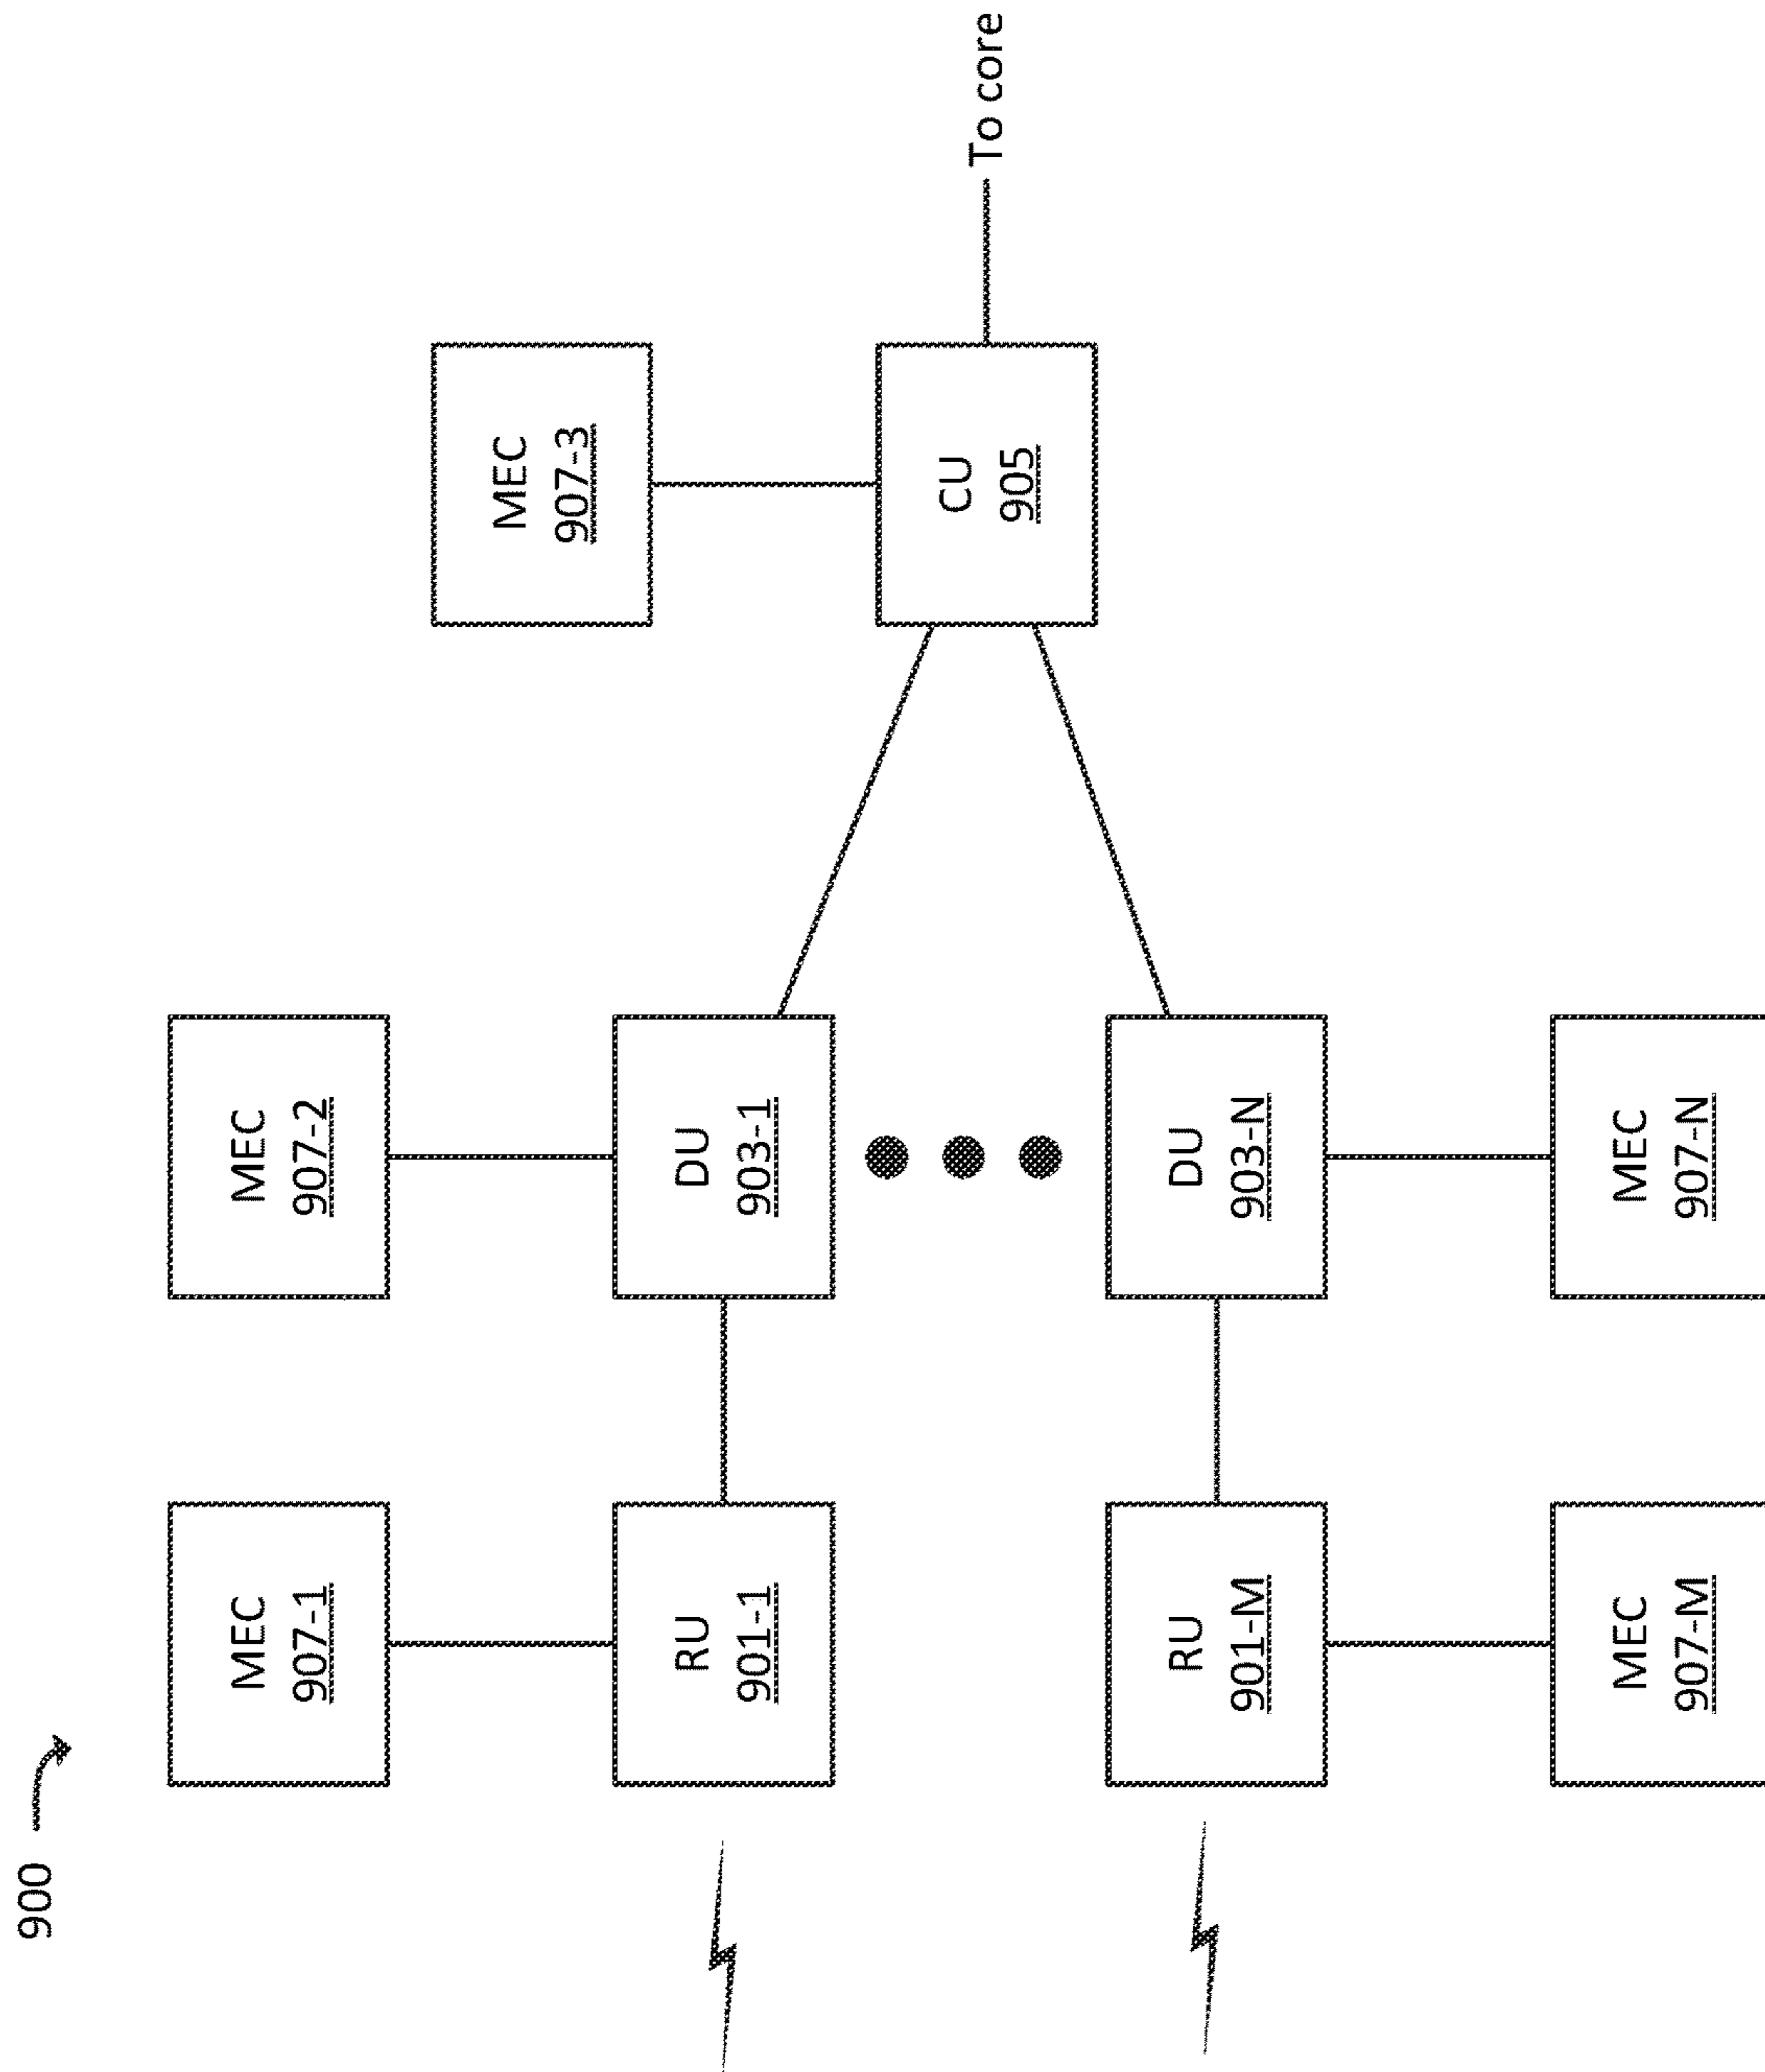 900
MEC
907-1
MEC
907-2
MEC
907-3
RU
901-1
DU
903-1
CU
905
To core
RU
901-M
DU
903-N
MEC
907-M
MEC
907-N